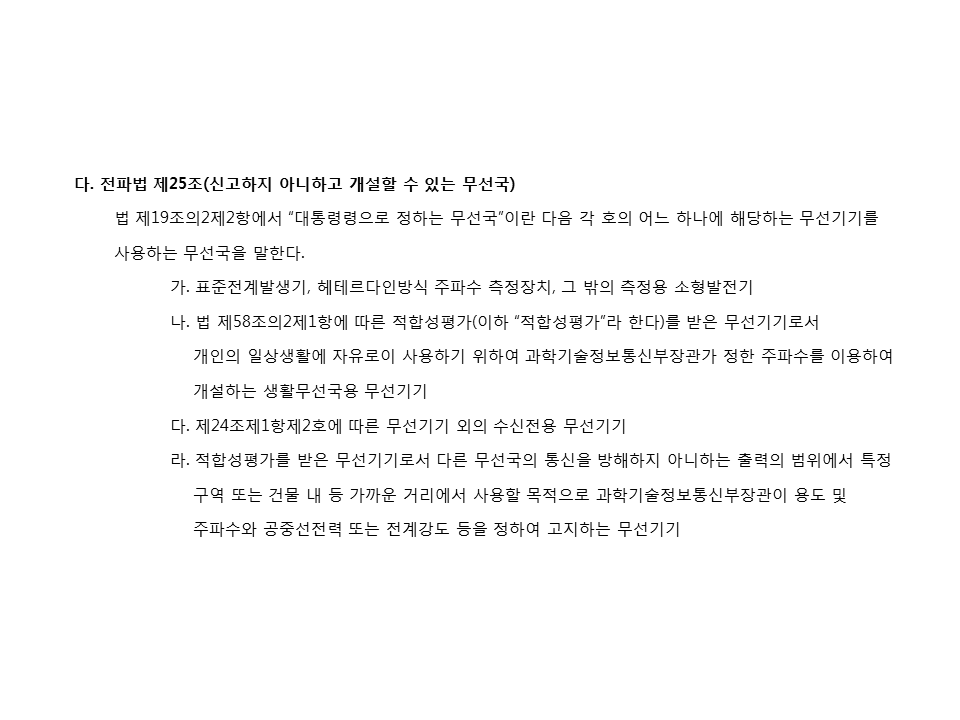 다. 전파법 제25조(신고하지 아니하고 개설할 수 있는 무선국)
법 제19조의2제2항에서 “대통령령으로 정하는 무선국”이란 다음 각 호의 어느 하나에 해당하는 무선기기를
사용하는 무선국을 말한다.
가. 표준전계발생기, 헤테르다인방식 주파수 측정장치, 그 밖의 측정용 소형발전기
나. 법 제58조의2제1항에 따른 적합성평가(이하 “적합성평가”라 한다)를 받은 무선기기로서
개인의 일상생활에 자유로이 사용하기 위하여 과학기술정보통신부장관가 정한 주파수를 이용하여
개설하는 생활무선국용 무선기기
다. 제24조제1항제2호에 따른 무선기기 외의 수신전용 무선기기
라. 적합성평가를 받은 무선기기로서 다른 무선국의 통신을 방해하지 아니하는 출력의 범위에서 특정
구역 또는 건물 내 등 가까운 거리에서 사용할 목적으로 과학기술정보통신부장관이 용도 및
주파수와 공중선전력 또는 전계강도 등을 정하여 고지하는 무선기기